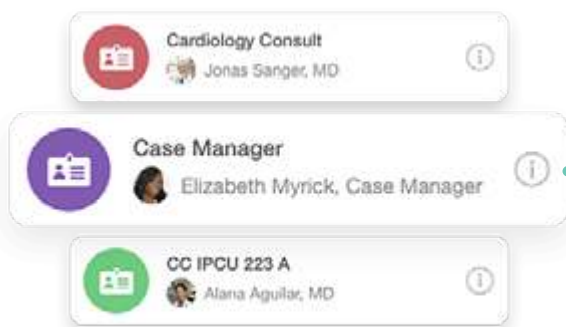 Cardiology Consult
Jonas Sanger, MD
Case Manager
Elizabeth Myrick, Case Manager
CC IPCU 223 A
Alana Aguilar, MD